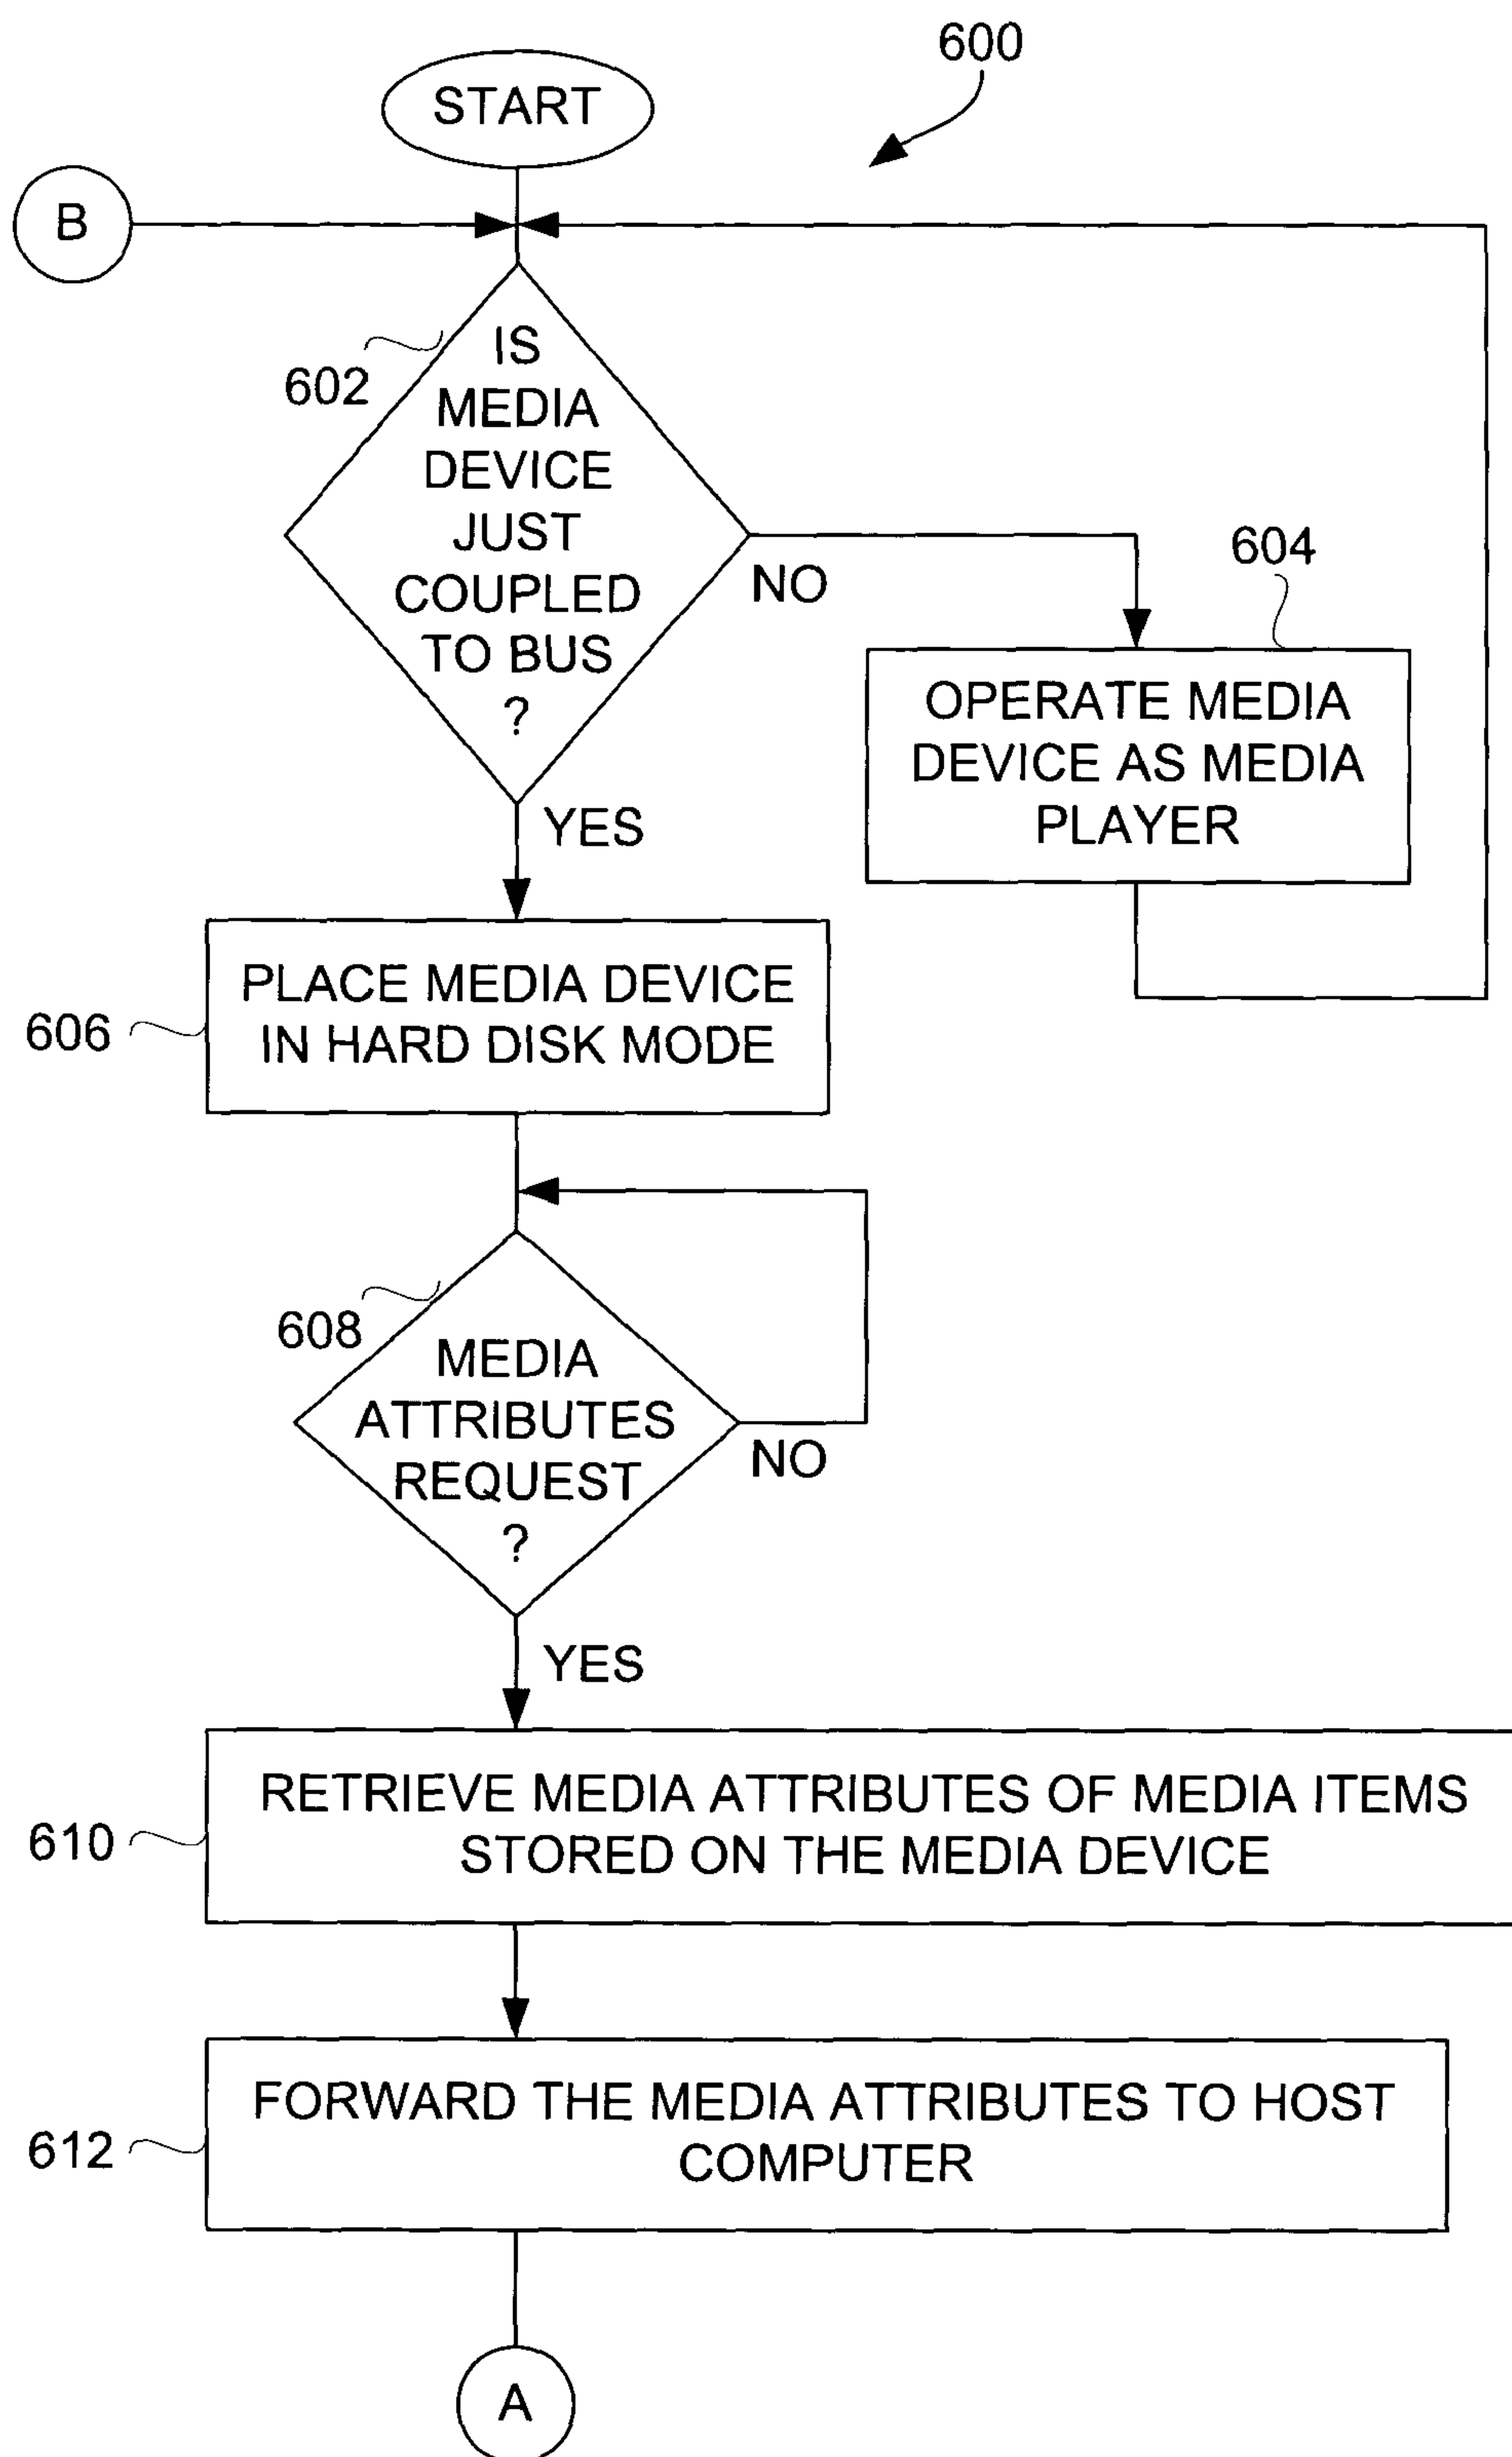 600
START
B
602
IS
MEDIA
DEVICE
JUST
COUPLED
TO BUS
?
NO
604
OPERATE MEDIA
DEVICE AS MEDIA
PLAYER
YES
606
PLACE MEDIA DEVICE
IN HARD DISK MODE
608
MEDIA
ATTRIBUTES
REQUEST
?
NO
YES
610
RETRIEVE MEDIA ATTRIBUTES OF MEDIA ITEMS
STORED ON THE MEDIA DEVICE
612
FORWARD THE MEDIA ATTRIBUTES TO HOST
COMPUTER
A